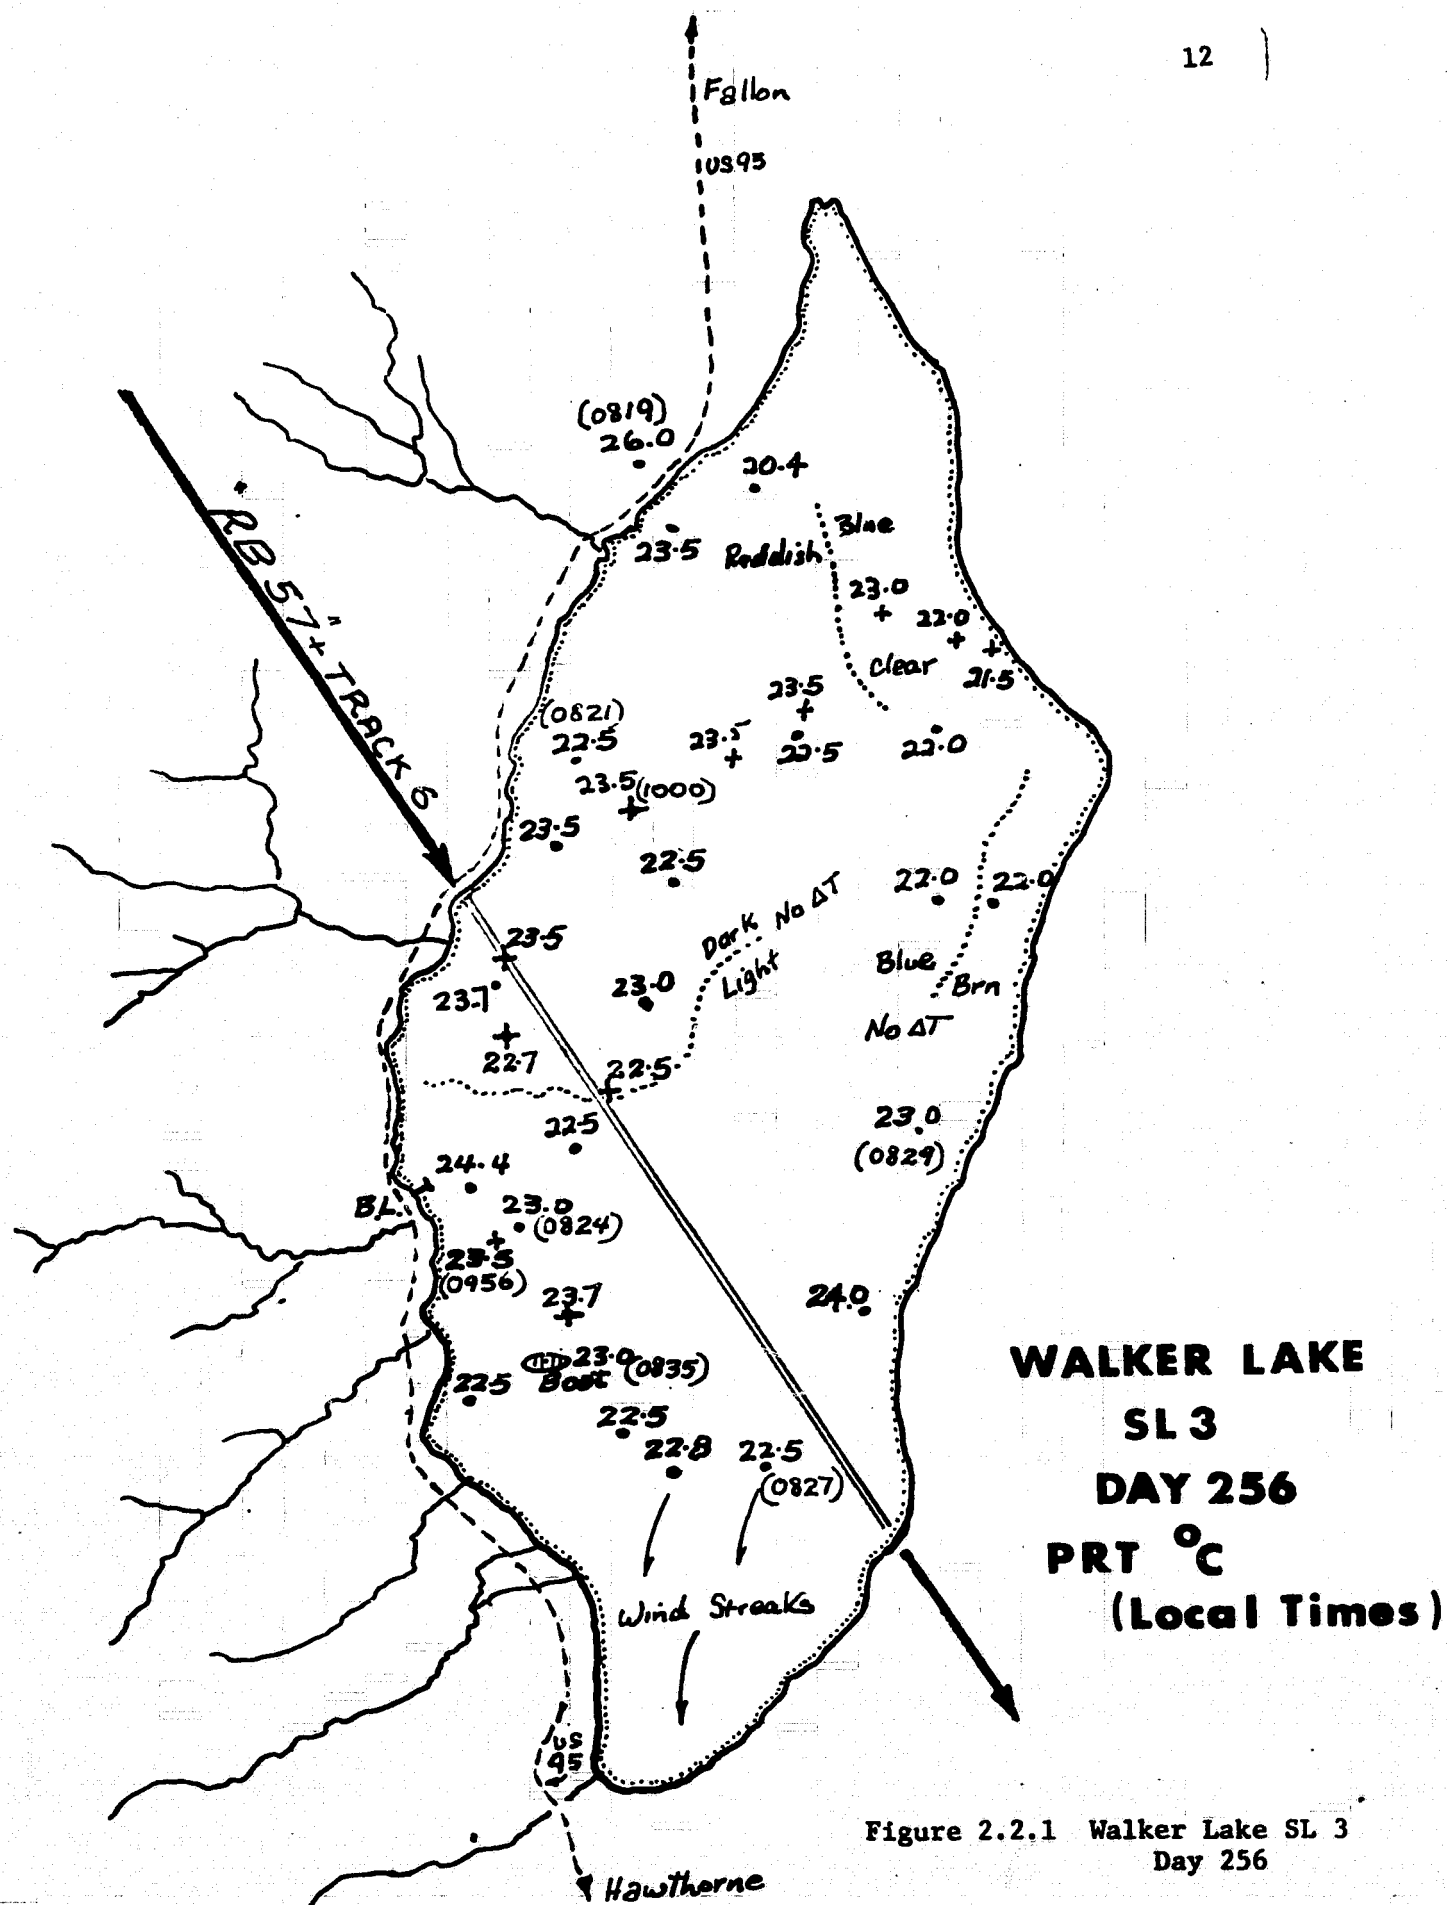 12
Fallon
US95
(0819)
26.0
20.4
23.5
Reddish
Blue
23.0
22.0
Clear
21.5
"RB 57" TRACK 6
23.5
(0821)
22.5
23.5
22.5
22.0
23.5 (1000)
23.5
22.5
22.0
22.0
Dark No ΔT
Light
23.5
23.7
23.0
Blue
Brn
No ΔT
22.7
22.5
22.5
23.0
(0829)
24.4
B.L.
23.0
(0824)
23.5
(0956)
23.7
24.0
23.0 (0835)
Boat
22.5
22.5
22.8
22.5
(0827)
Wind Streaks
WALKER LAKE
SL 3
DAY 256
PRT °C
(Local Times)
US
95
Hawthorne
Figure 2.2.1 Walker Lake SL 3
Day 256